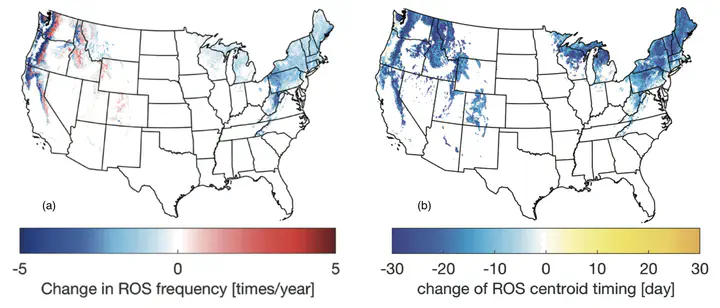 (a)
(b)
-5 0 5
Change in ROS frequency [times/year]
-30 -20 -10 0 10 20 30
change of ROS centroid timing [day]